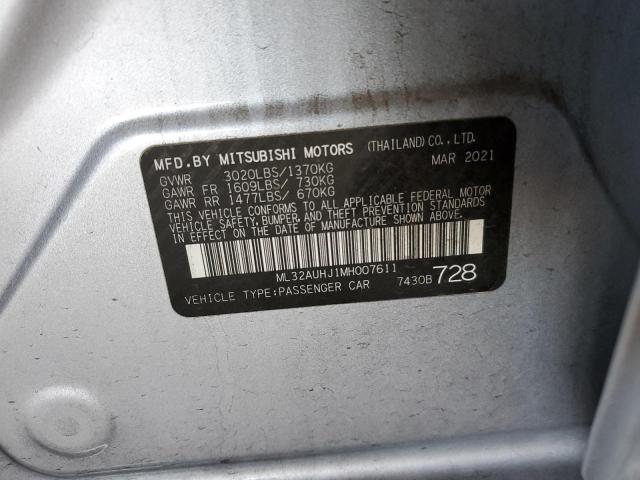 MFD.BY MITSUBISHI MOTORS (THAILAND) CO., LTD.
MAR 2021
GVWR 3020LBS/1370KG
GAWR FR 1609LBS/ 730KG
GAWR RR 1477LBS/ 670KG
THIS VEHICLE CONFORMS TO ALL APPLICABLE FEDERAL MOTOR
VEHICLE SAFETY, BUMPER, AND THEFT PREVENTION STANDARDS
IN EFFECT ON THE DATE OF MANUFACTURE SHOWN ABOVE.
ML32AUHJ1MH007611
VEHICLE TYPE:PASSENGER CAR 7430B 728